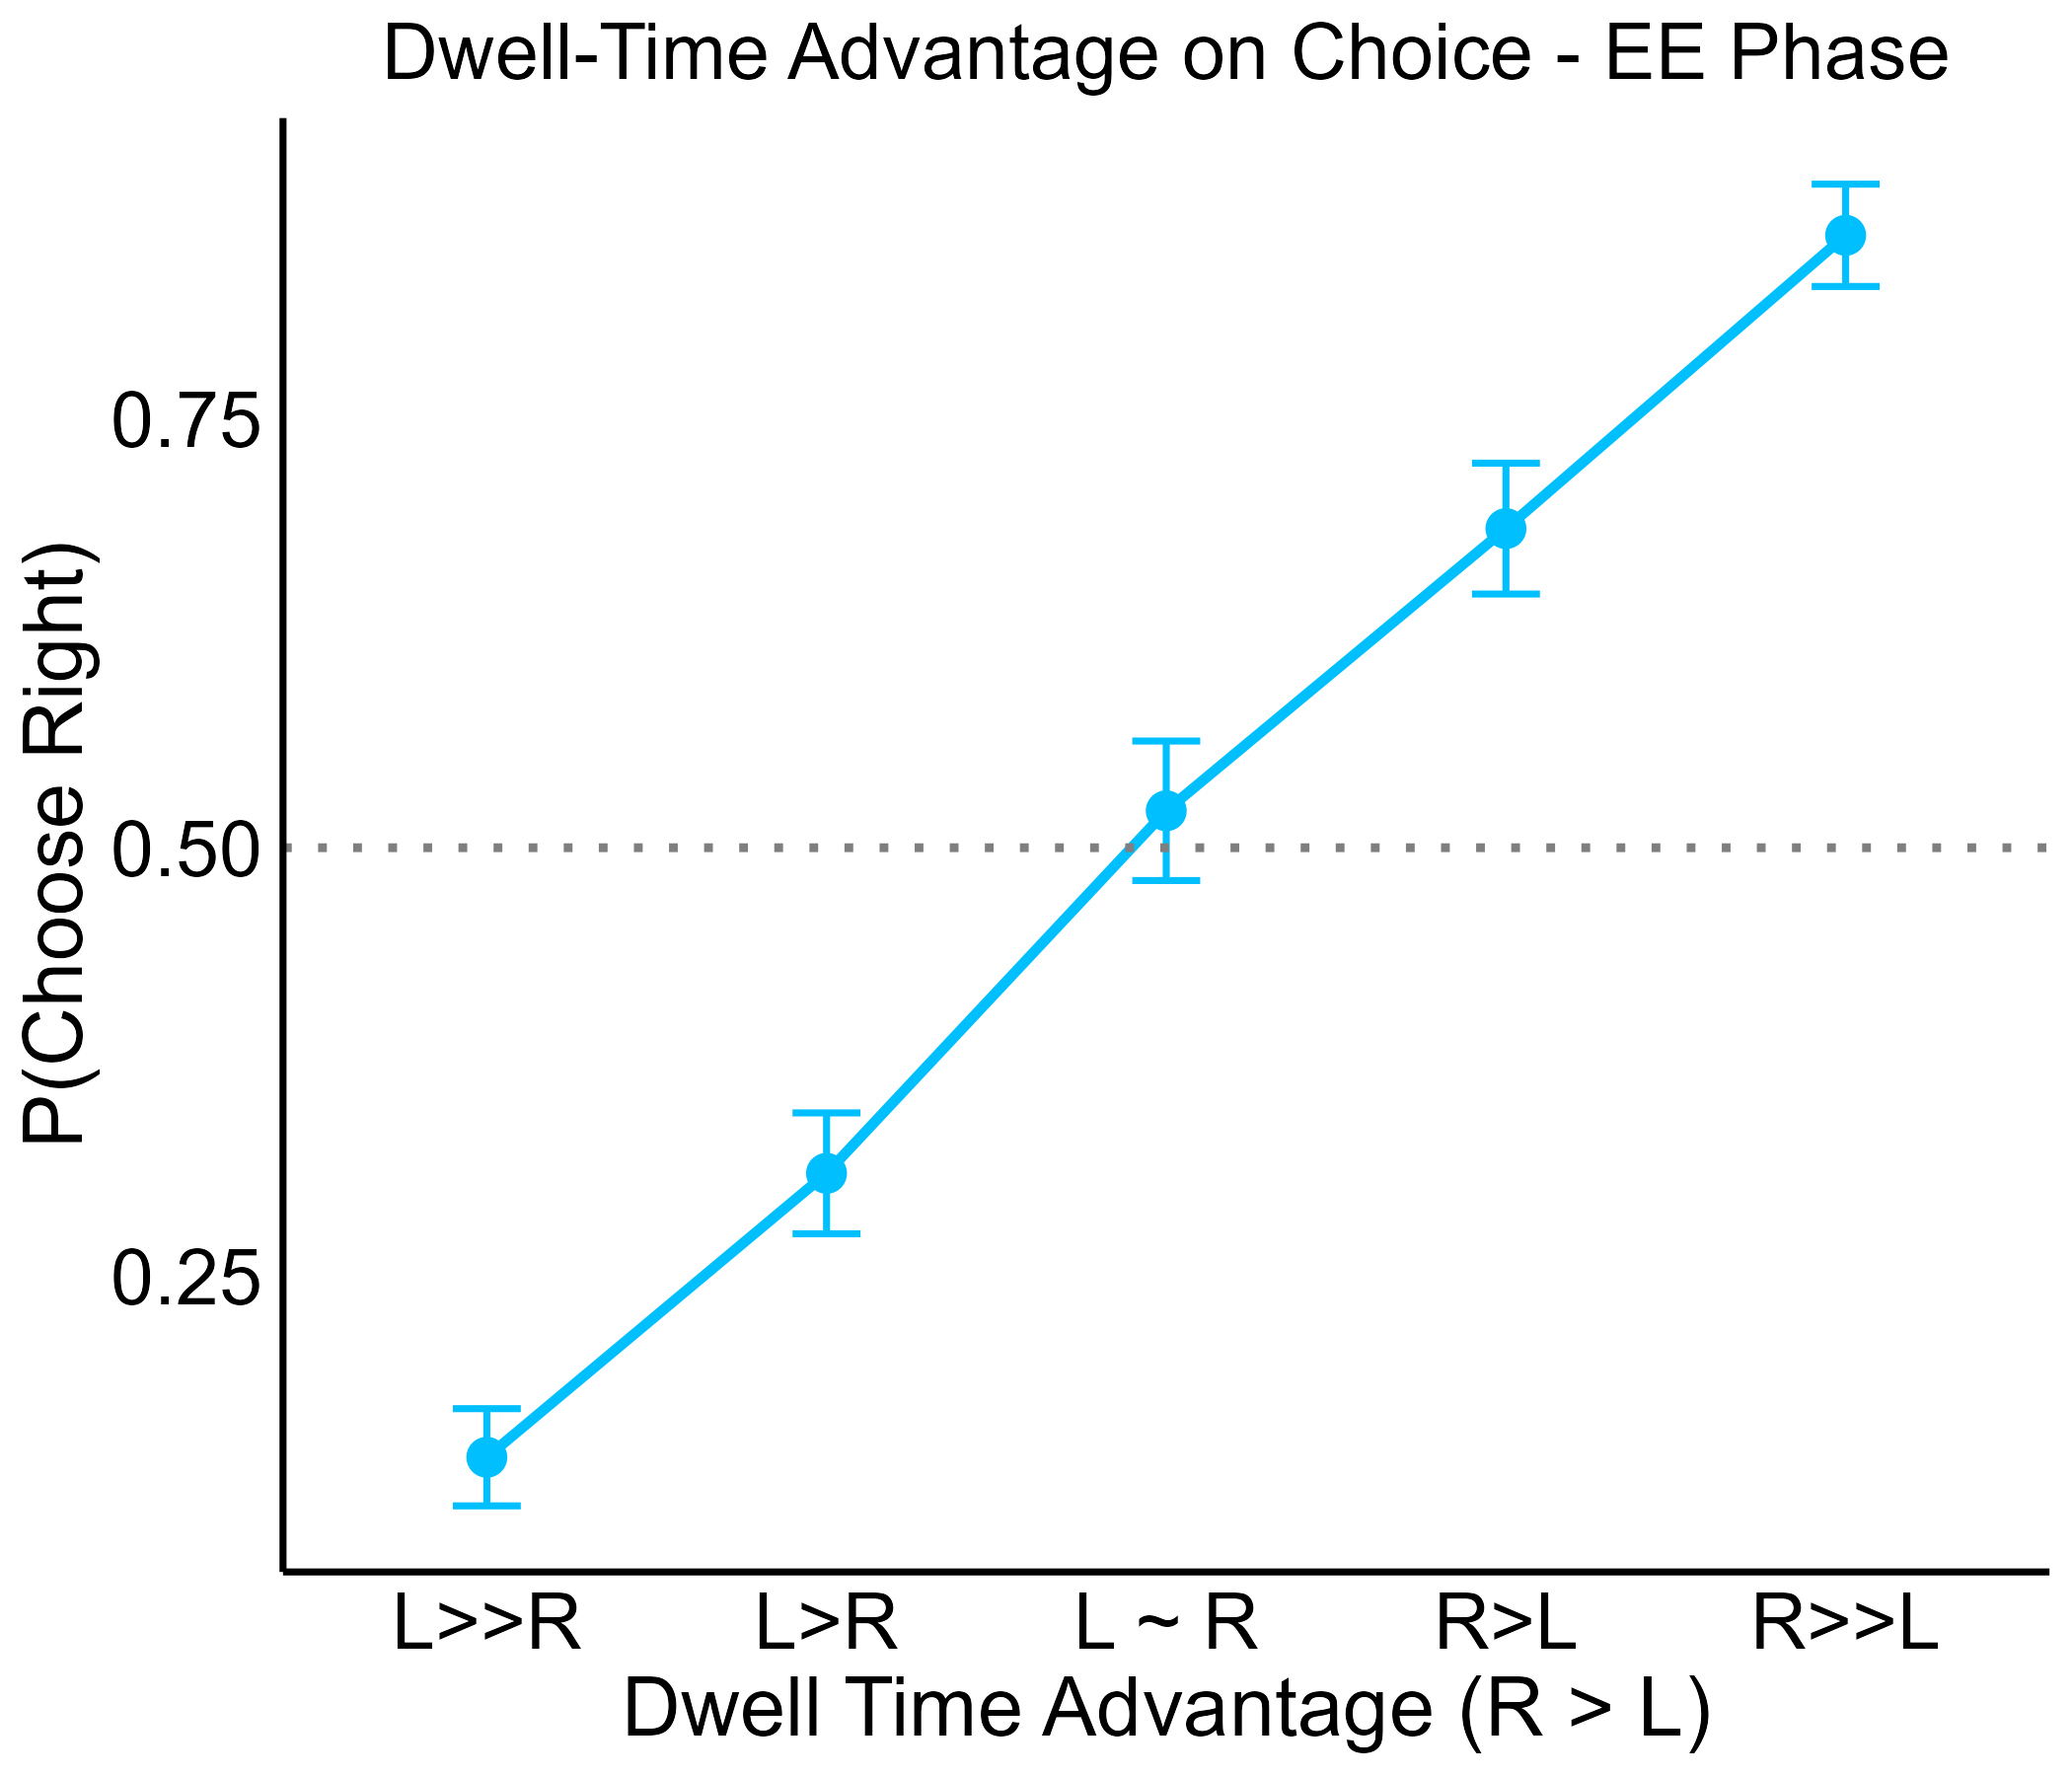 Dwell-Time Advantage on Choice - EE Phase
P(Choose Right)
0.75
0.50
0.25
L>>R
L>R
L ~ R
R>L
R>>L
Dwell Time Advantage (R > L)